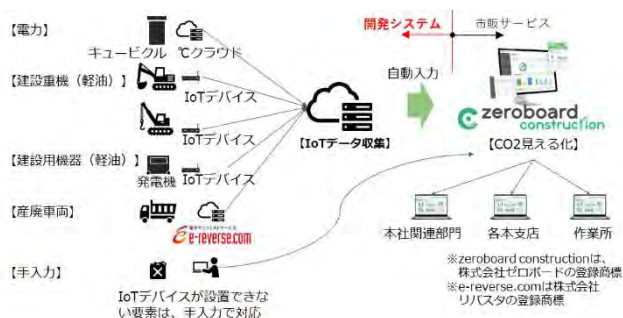 開発システム
市販サービス
【電力】
キュービクル
℃クラウド
自動入力
【建設重機（軽油）】
IoTデバイス
IoTデバイス
zeroboard
construction
【IoTデータ収集】
【CO2見える化】
【建設用機器（軽油）】
発電機
IoTデバイス
【産廃車両】
e-reverse.com
本社関連部門
各本支店
作業所
【手入力】
※zeroboard constructionは、
株式会社ゼロボードの登録商標
※e-reverse.comは株式会社
リバスタの登録商標
IoTデバイスが設置できな
い要素は、手入力で対応